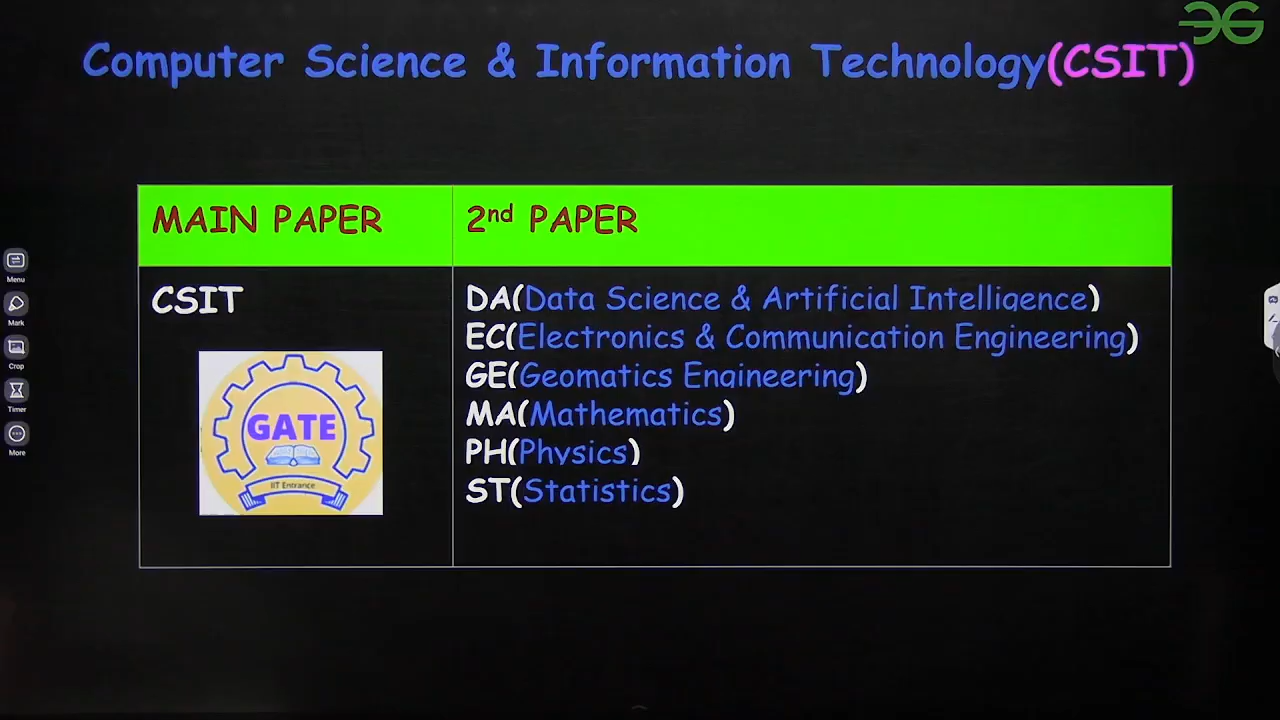 Computer Science & Information Technology(CSIT)
MAIN PAPER
2nd PAPER
CSIT
DA(Data Science & Artificial Intelligence)
EC(Electronics & Communication Engineering)
GE(Geomatics Engineering)
MA(Mathematics)
PH(Physics)
ST(Statistics)
GATE
IIT Entrance
Menu
Mark
Crop
Timer
More